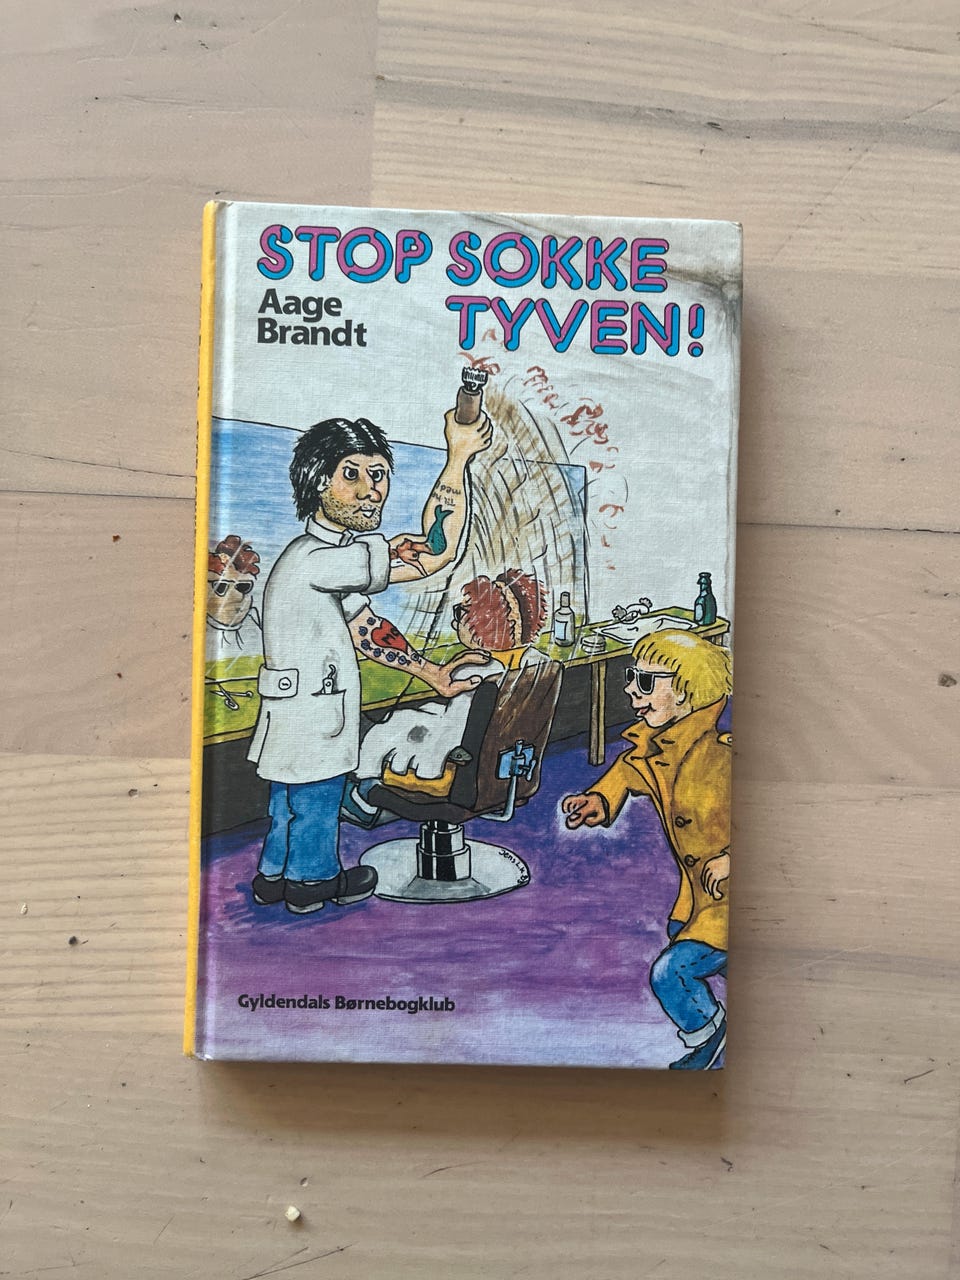 STOP SOKKE
TYVEN!
Aage
Brandt
Gyldendals Børnebogklub